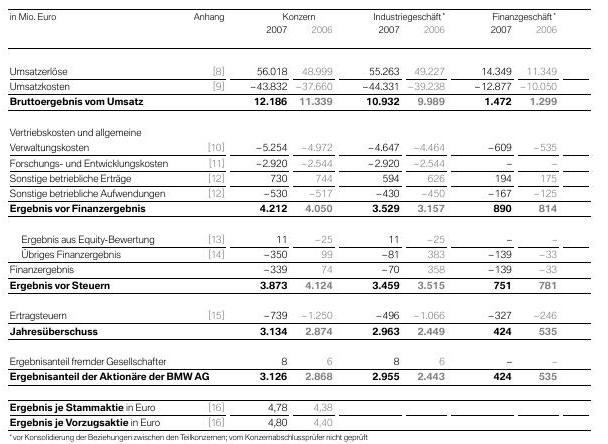 in Mio. Euro Anhang Konzern Industriegeschäft* Finanzgeschäft*
2007 2006 2007 2006 2007 2006
Umsatzerlöse [8] 56.018 48.999 55.263 49.227 14.349 11.349
Umsatzkosten [9] –43.832 –37.660 –44.331 –39.238 –12.877 –10.050
Bruttoergebnis vom Umsatz 12.186 11.339 10.932 9.989 1.472 1.299
Vertriebskosten und allgemeine
Verwaltungskosten [10] –5.254 –4.972 –4.647 –4.464 –609 –535
Forschungs- und Entwicklungskosten [11] –2.920 –2.544 –2.920 –2.544 – –
Sonstige betriebliche Erträge [12] 730 744 594 626 194 175
Sonstige betriebliche Aufwendungen [12] –530 –517 –430 –450 –167 –125
Ergebnis vor Finanzergebnis 4.212 4.050 3.529 3.157 890 814
Ergebnis aus Equity-Bewertung [13] 11 –25 11 –25 – –
Übriges Finanzergebnis [14] –350 99 –81 383 –139 –33
Finanzergebnis –339 74 –70 358 –139 –33
Ergebnis vor Steuern 3.873 4.124 3.459 3.515 751 781
Ertragsteuern [15] –739 –1.250 –496 –1.066 –327 –246
Jahresüberschuss 3.134 2.874 2.963 2.449 424 535
Ergebnisanteil fremder Gesellschafter 8 6 8 6 – –
Ergebnisanteil der Aktionäre der BMW AG 3.126 2.868 2.955 2.443 424 535
Ergebnis je Stammaktie in Euro [16] 4,78 4,38
Ergebnis je Vorzugsaktie in Euro [16] 4,80 4,40
*vor Konsolidierung der Beziehungen zwischen den Teilkonzernen; vom Konzernabschlussprüfer nicht geprüft